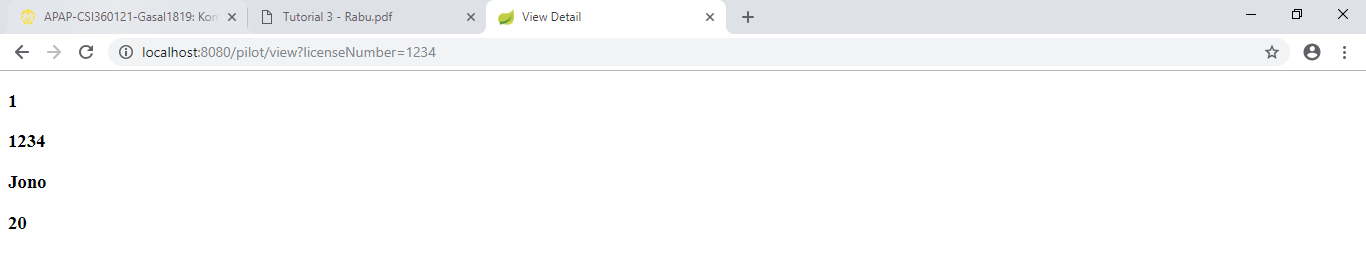 APAP-CSI360121-Gasal1819: Kom
Tutorial 3 - Rabu.pdf
View Detail
localhost:8080/pilot/view?licenseNumber=1234
1
1234
Jono
20